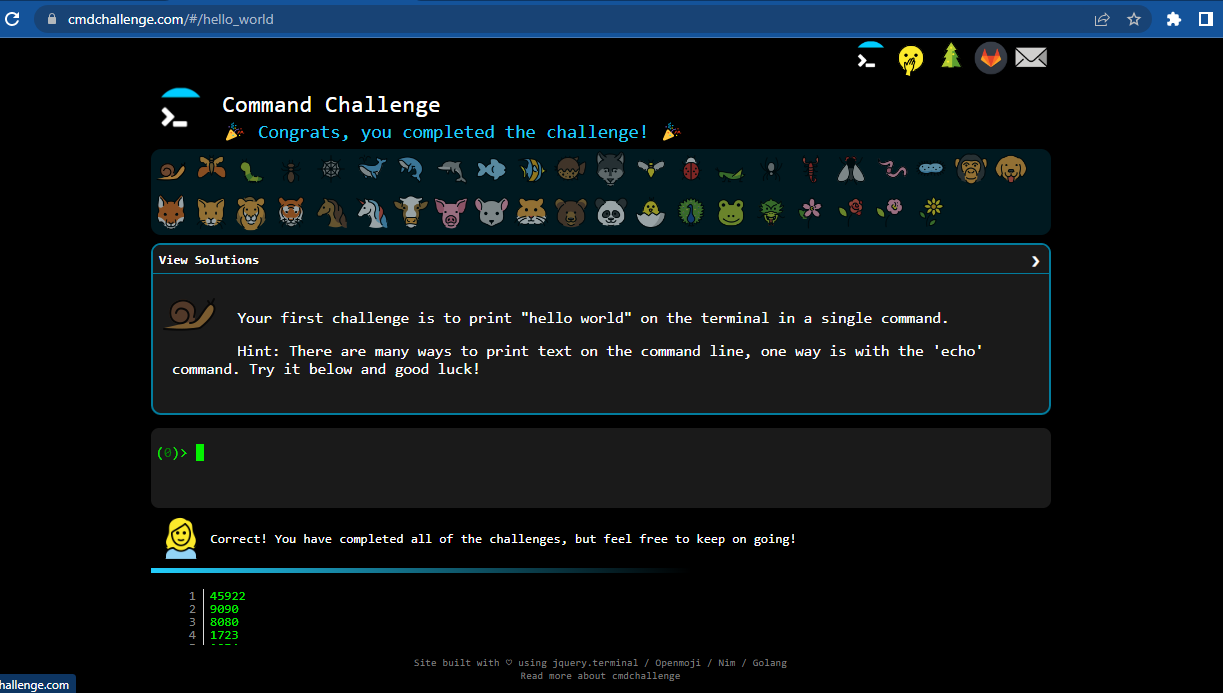 cmdchallenge.com/#/hello_world
Command Challenge
Congrats, you completed the challenge!
View Solutions
Your first challenge is to print "hello world" on the terminal in a single command.
Hint: There are many ways to print text on the command line, one way is with the 'echo'
command. Try it below and good luck!
(0)>
Correct! You have completed all of the challenges, but feel free to keep on going!
1 45922
2 9090
3 8080
4 1723
Site built with ♡ using jquery.terminal / Openmoji / Nim / Golang
Read more about cmdchallenge
hallenge.com